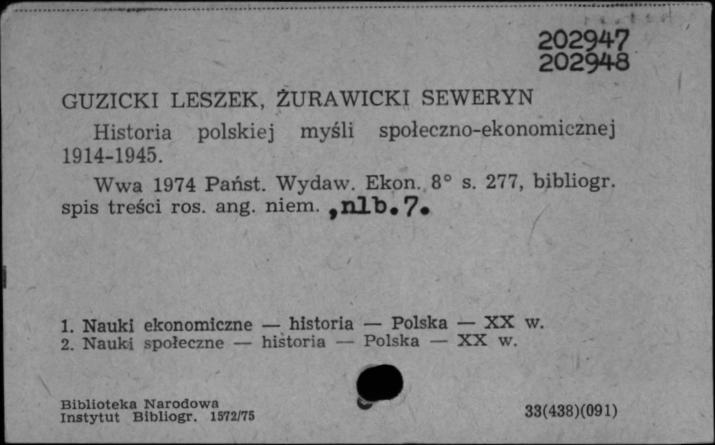 202947
202948
GUZICKI LESZEK, ŻURAWICKI SEWERYN
Historia polskiej myśli społeczno-ekonomicznej
1914-1945.
Wwa 1974 Państ. Wydaw. Ekon. 8° s. 277, bibliogr.
spis treści ros. ang. niem. ,nlb.7.
1. Nauki ekonomiczne — historia — Polska — XX w.
2. Nauki społeczne — historia — Polska — XX w.
Biblioteka Narodowa
Instytut Bibliogr. 1572/75
33(438)(091)